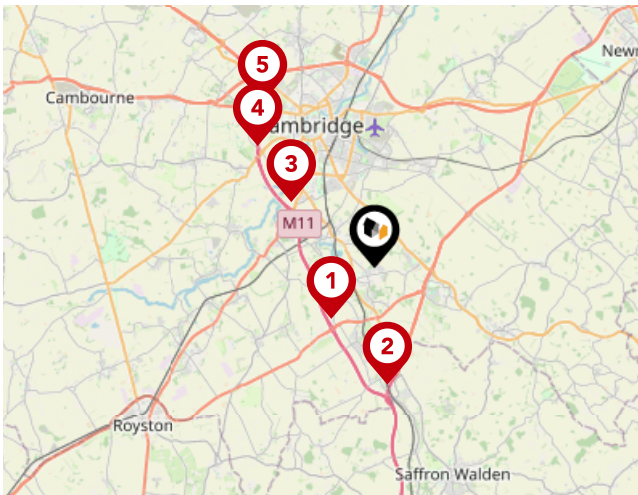 5
Newm
Cambourne
4
ambridge
3
M11
1
2
Royston
Saffron Walden